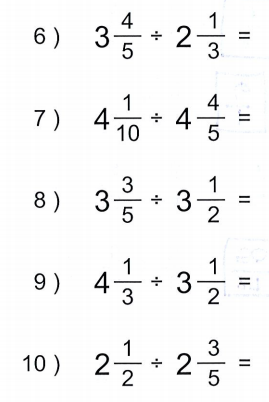 6 )  3 4/5 ÷ 2 1/3 =
7 )  4 1/10 ÷ 4 4/5 =
8 )  3 3/5 ÷ 3 1/2 =
9 )  4 1/3 ÷ 3 1/2 =
10 )  2 1/2 ÷ 2 3/5 =